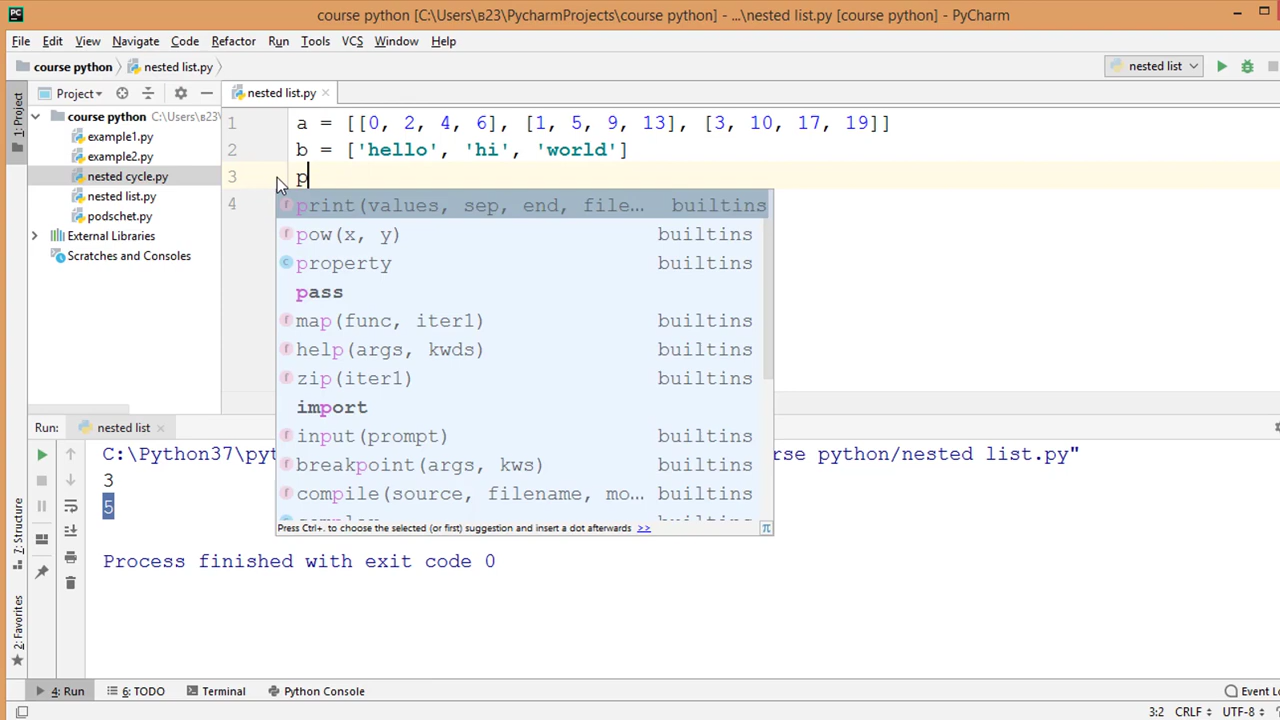 course python [C:\Users\в23\PycharmProjects\course python] - ...\nested list.py [course python] - PyCharm
File Edit View Navigate Code Refactor Run Tools VCS Window Help
course python nested list.py nested list
Project nested list.py
1: Project
course python C:\Users\в23
example1.py
example2.py
nested cycle.py
nested list.py
podschet.py
External Libraries
Scratches and Consoles
1 a = [[0, 2, 4, 6], [1, 5, 9, 13], [3, 10, 17, 19]]
2 b = ['hello', 'hi', 'world']
3 p
4
print(values, sep, end, file... builtins
pow(x, y) builtins
property builtins
pass
map(func, iter1) builtins
help(args, kwds) builtins
zip(iter1) builtins
import
input(prompt) builtins
breakpoint(args, kws) builtins
compile(source, filename, mo... builtins
Press Ctrl+. to choose the selected (or first) suggestion and insert a dot afterwards >> π
Run: nested list
C:\Python37\pyt rse python/nested list.py"
3
5
Process finished with exit code 0
7: Structure
2: Favorites
4: Run 6: TODO Terminal Python Console Event Lo
3:2 CRLF UTF-8